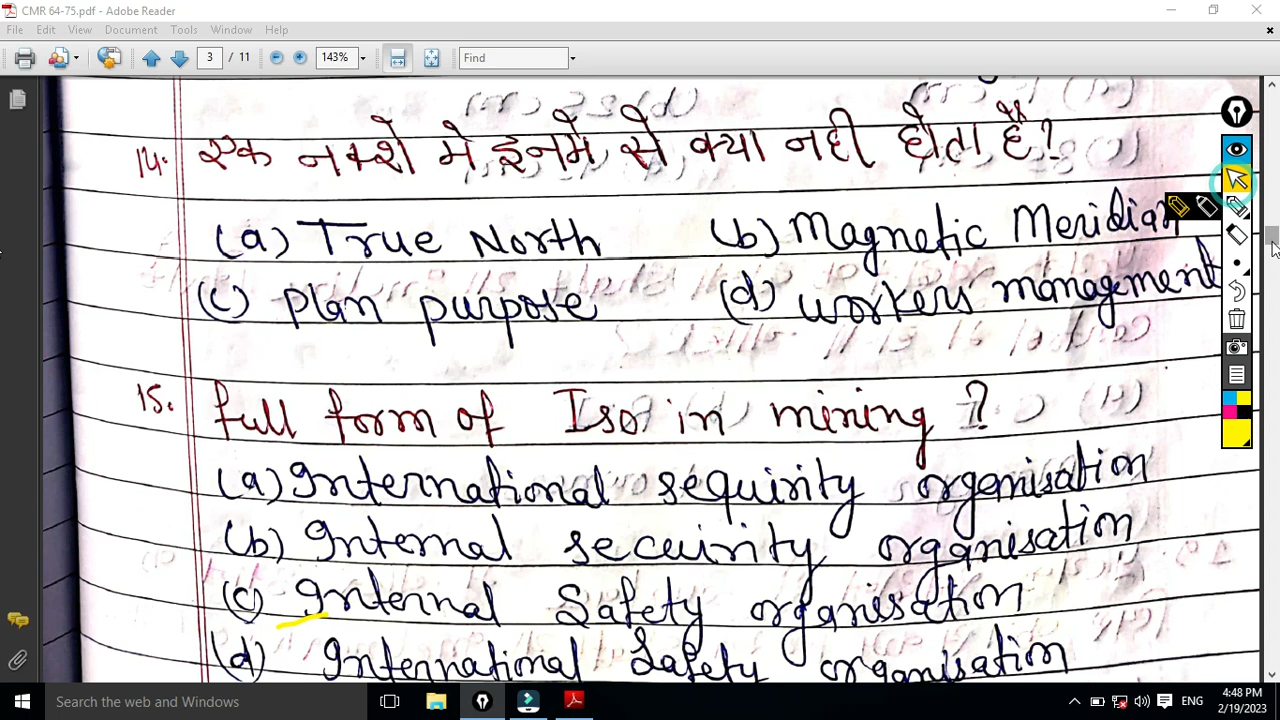 CMR 64-75.pdf - Adobe Reader
File Edit View Document Tools Window Help
3 / 11 143% Find
14. एक नक्शे मे इनमे से क्या नही होता है?
(a) True North (b) Magnetic Meridian
(c) plan purpose (d) workers management
15. full form of Iso in mining ?
(a) International sequirity organisation
(b) Internal secuirity organisation
(c) Internal Safety organisation
(d) International Safety organisation
Search the web and Windows
ENG
4:48 PM
2/19/2023